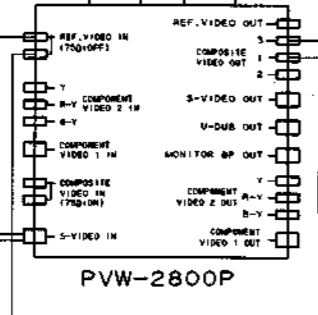 REF.VIDEO IN
(75Ω:OFF)
Y
R-Y COMPONENT
VIDEO 2 IN
B-Y
COMPONENT
VIDEO 1 IN
COMPOSITE
VIDEO IN
(75Ω:ON)
S-VIDEO IN
REF.VIDEO OUT
3
COMPOSITE 1
VIDEO OUT
2
S-VIDEO OUT
V-DUB OUT
MONITOR OUT
Y
COMPONENT R-Y
VIDEO 2 OUT
B-Y
COMPONENT
VIDEO 1 OUT
PVW-2800P